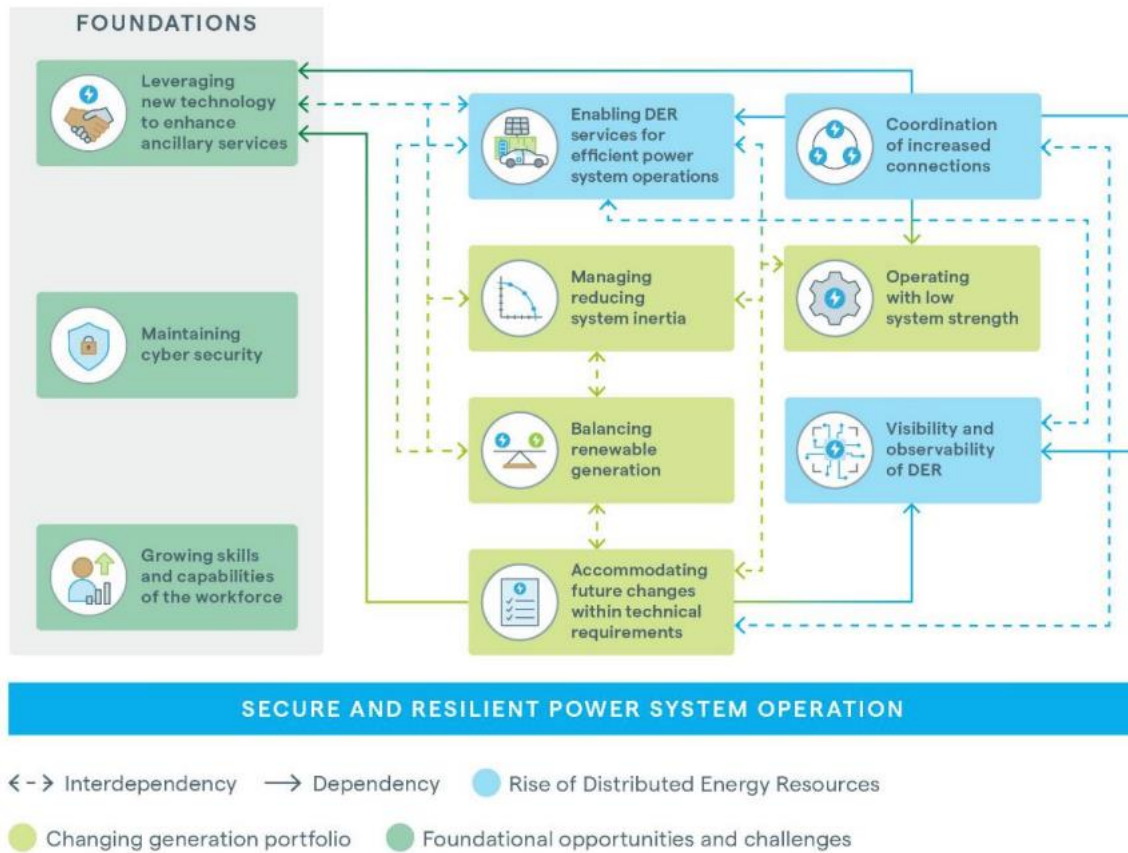 FOUNDATIONS
Leveraging
new technology
to enhance
ancillary services
Enabling DER
services for
efficient power
system operations
Coordination
of increased
connections
Managing
reducing
system inertia
Operating
with low
system strength
Maintaining
cyber security
Balancing
renewable
generation
Visibility and
observability
of DER
Growing skills
and capabilities
of the workforce
Accommodating
future changes
within technical
requirements
SECURE AND RESILIENT POWER SYSTEM OPERATION
Interdependency
Dependency
Rise of Distributed Energy Resources
Changing generation portfolio
Foundational opportunities and challenges